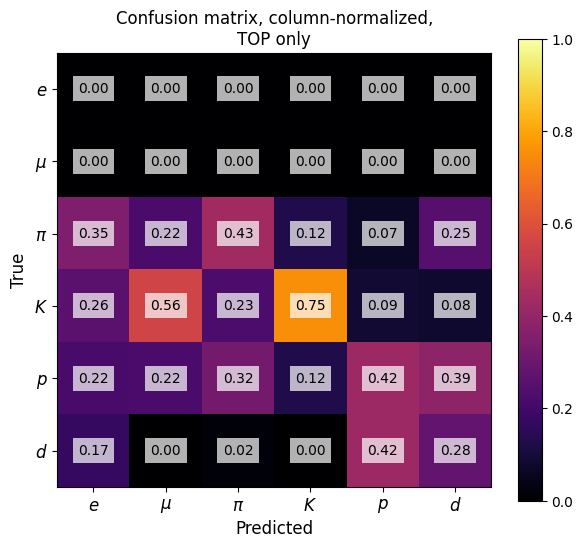 Confusion matrix, column-normalized,
TOP only
True
e 0.00 0.00 0.00 0.00 0.00 0.00
μ 0.00 0.00 0.00 0.00 0.00 0.00
π 0.35 0.22 0.43 0.12 0.07 0.25
K 0.26 0.56 0.23 0.75 0.09 0.08
p 0.22 0.22 0.32 0.12 0.42 0.39
d 0.17 0.00 0.02 0.00 0.42 0.28
e μ π K p d
Predicted
1.0
0.8
0.6
0.4
0.2
0.0